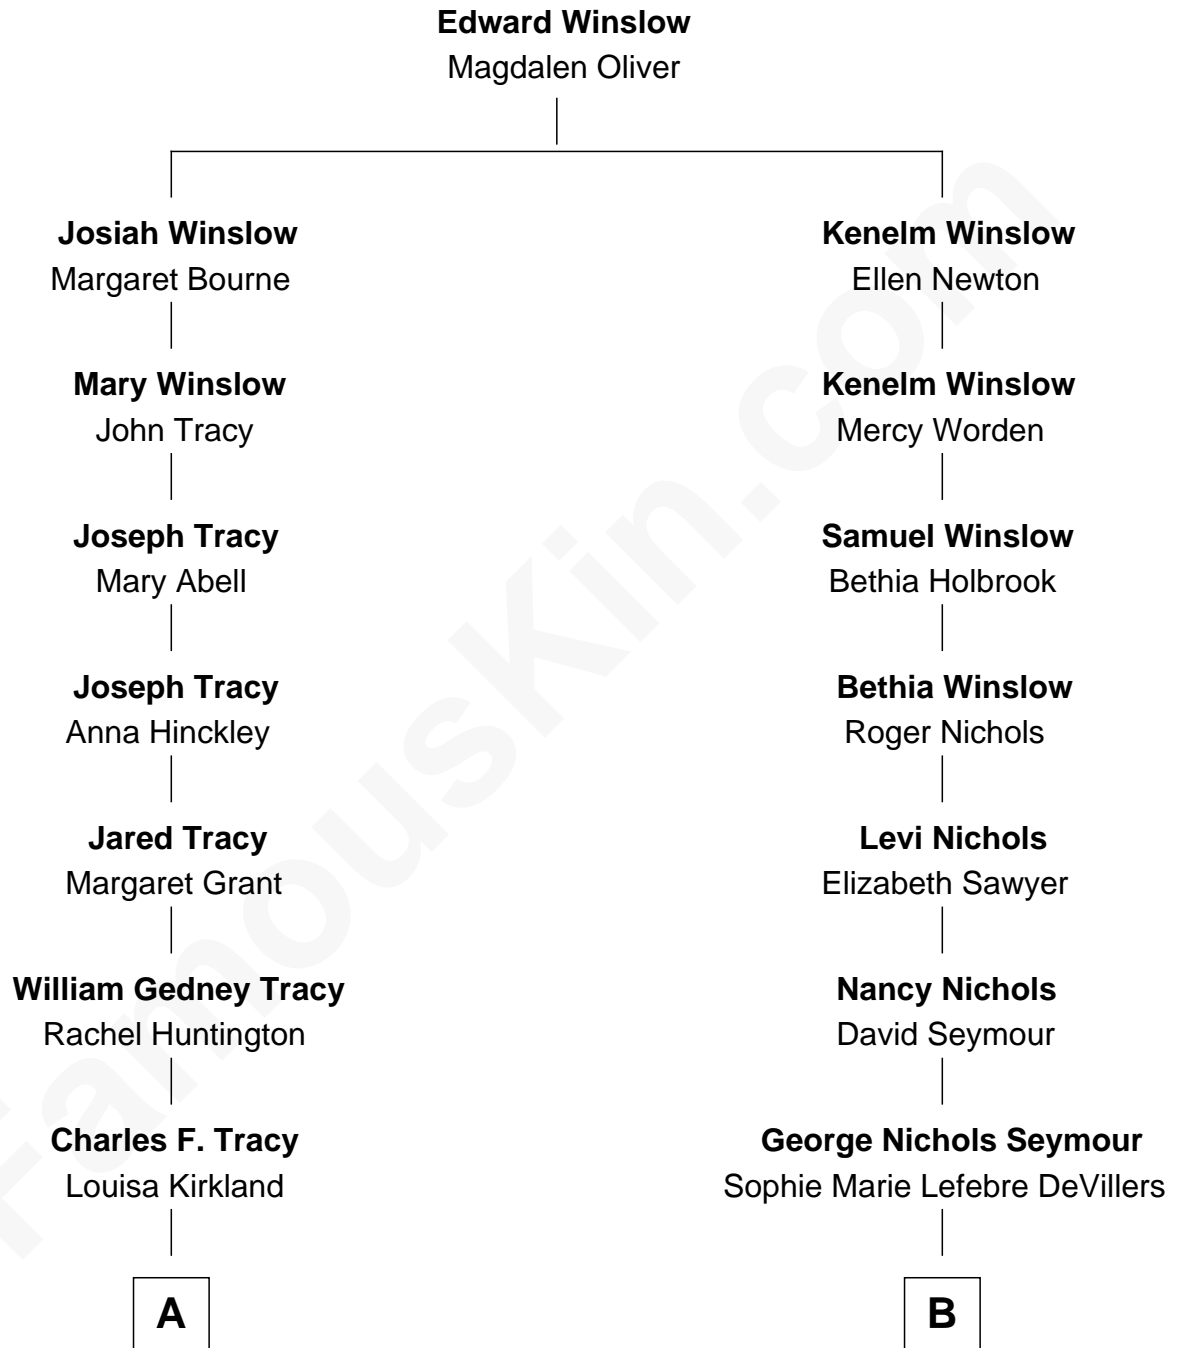 Edward Winslow
Magdalen Oliver
Josiah Winslow
Margaret Bourne
Kenelm Winslow
Ellen Newton
Mary Winslow
John Tracy
Kenelm Winslow
Mercy Worden
Joseph Tracy
Mary Abell
Samuel Winslow
Bethia Holbrook
Joseph Tracy
Anna Hinckley
Bethia Winslow
Roger Nichols
Jared Tracy
Margaret Grant
Levi Nichols
Elizabeth Sawyer
William Gedney Tracy
Rachel Huntington
Nancy Nichols
David Seymour
Charles F. Tracy
Louisa Kirkland
George Nichols Seymour
Sophie Marie Lefebre DeVillers
A
B
FamousKin.com